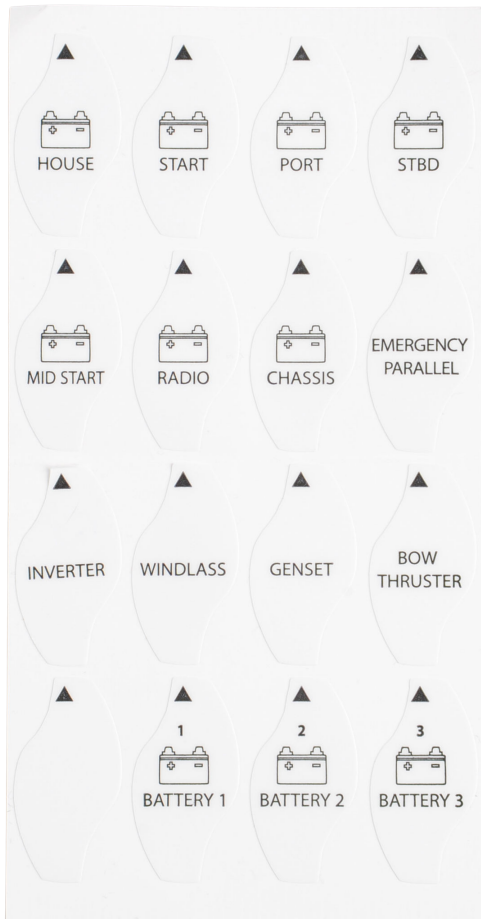 HOUSE
START
PORT
STBD
MID START
RADIO
CHASSIS
EMERGENCY
PARALLEL
INVERTER
WINDLASS
GENSET
BOW
THRUSTER
1
BATTERY 1
2
BATTERY 2
3
BATTERY 3